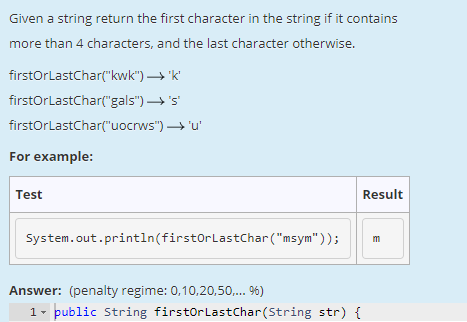 Given a string return the first character in the string if it contains
more than 4 characters, and the last character otherwise.
firstOrLastChar("kwk") → 'k'
firstOrLastChar("gals") → 's'
firstOrLastChar("uocrws") → 'u'
For example:
Test Result
System.out.println(firstOrLastChar("msym")); m
Answer: (penalty regime: 0,10,20,50,... %)
1 public String firstOrLastChar(String str) {